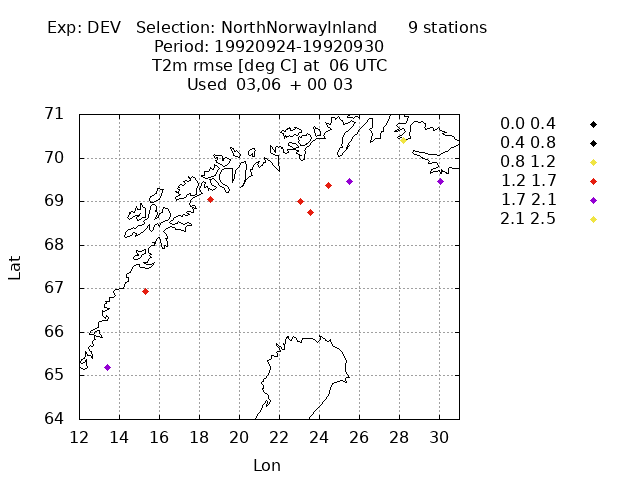 Exp: DEV   Selection: NorthNorwayInland      9 stations
Period: 19920924-19920930
T2m rmse [deg C] at  06 UTC
Used  03,06  + 00 03
71
70
69
68
67
66
65
64
12 14 16 18 20 22 24 26 28 30
Lat
Lon
0.0 0.4
0.4 0.8
0.8 1.2
1.2 1.7
1.7 2.1
2.1 2.5